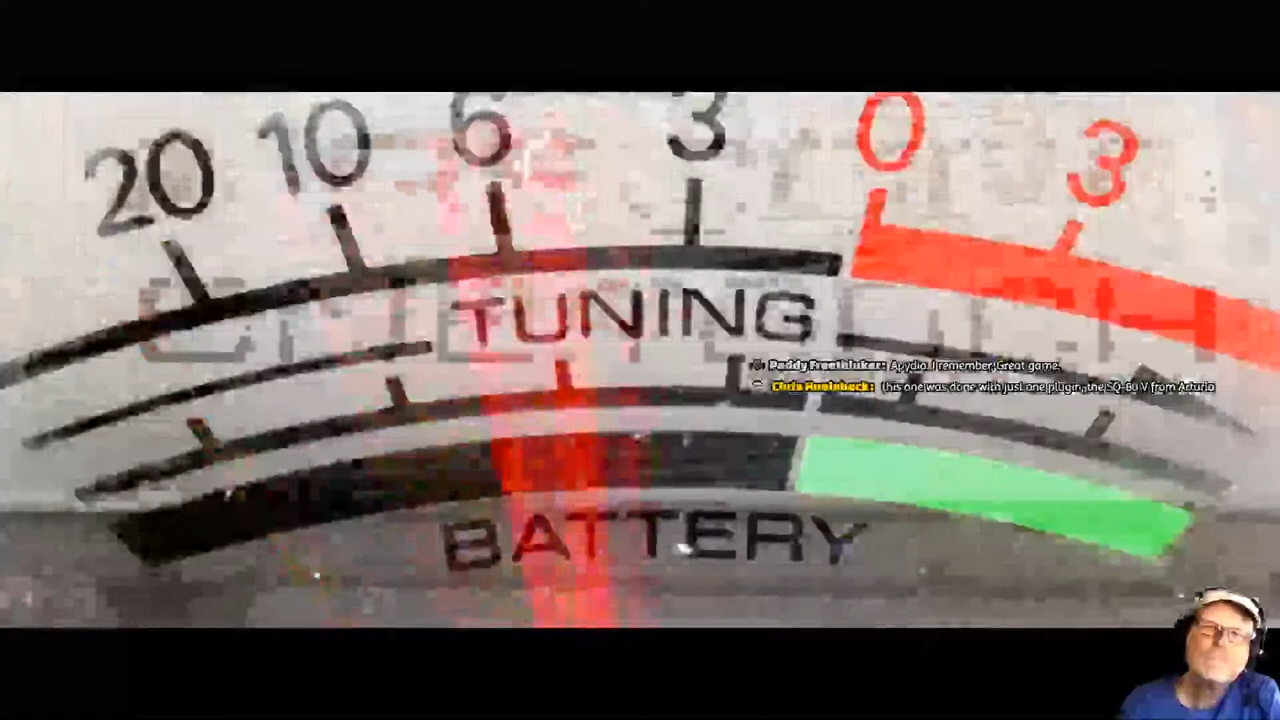 20 10 6 3 0 3
TUNING
Apydia. I remember. Great game.
this one was done with just one plugin, the SQ-80 V from Arturia
BATTERY